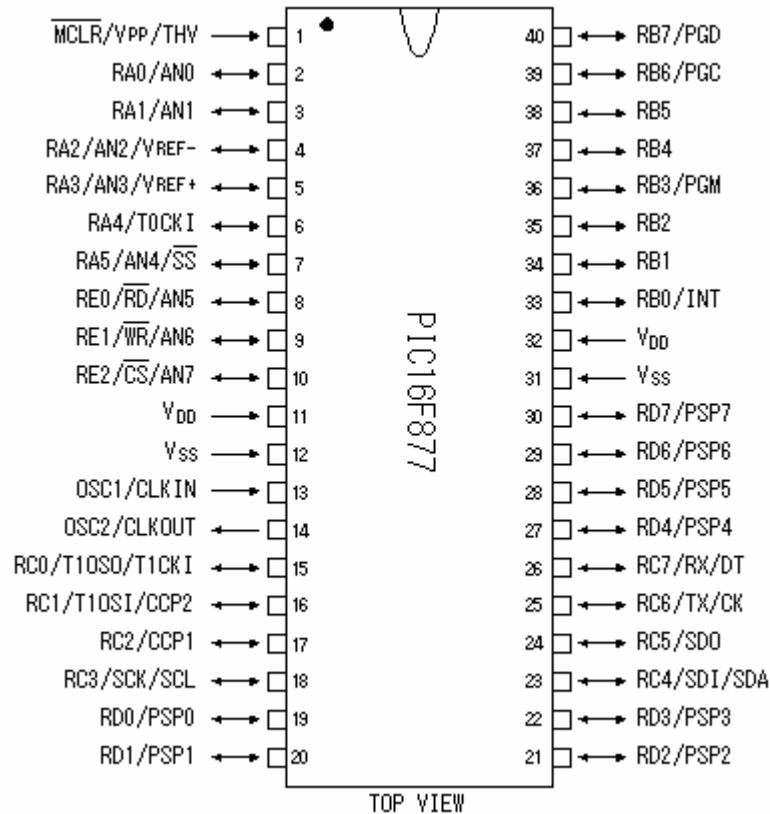 M̅C̅L̅R̅/VPP/THV 1 40 RB7/PGD
RA0/AN0 2 39 RB6/PGC
RA1/AN1 3 38 RB5
RA2/AN2/VREF- 4 37 RB4
RA3/AN3/VREF+ 5 36 RB3/PGM
RA4/T0CKI 6 35 RB2
RA5/AN4/S̅S̅ 7 34 RB1
RE0/R̅D̅/AN5 8 33 RB0/INT
RE1/W̅R̅/AN6 9 32 VDD
RE2/C̅S̅/AN7 10 31 VSS
VDD 11 30 RD7/PSP7
VSS 12 29 RD6/PSP6
OSC1/CLKIN 13 28 RD5/PSP5
OSC2/CLKOUT 14 27 RD4/PSP4
RC0/T1OSO/T1CKI 15 26 RC7/RX/DT
RC1/T1OSI/CCP2 16 25 RC6/TX/CK
RC2/CCP1 17 24 RC5/SDO
RC3/SCK/SCL 18 23 RC4/SDI/SDA
RD0/PSP0 19 22 RD3/PSP3
RD1/PSP1 20 21 RD2/PSP2
PIC16F877
TOP VIEW